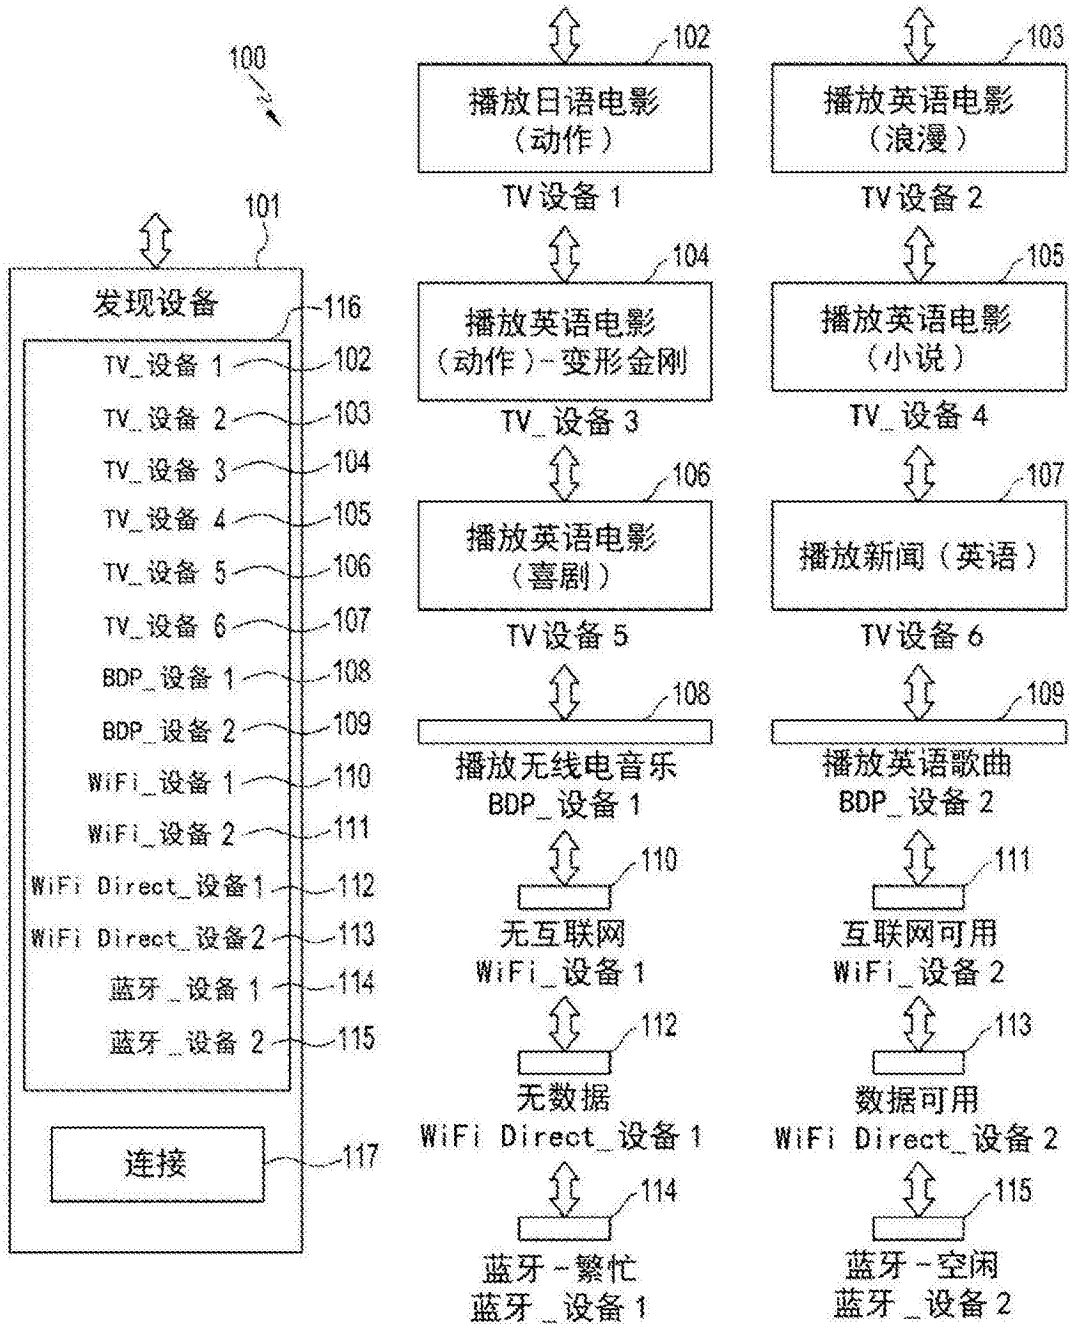 100
101
发现设备
116
TV_设备 1 102
TV_设备 2 103
TV_设备 3 104
TV_设备 4 105
TV_设备 5 106
TV_设备 6 107
BDP_设备 1 108
BDP_设备 2 109
WiFi_设备 1 110
WiFi_设备 2 111
WiFi Direct_设备1 112
WiFi Direct_设备2 113
蓝牙_设备 1 114
蓝牙_设备 2 115
连接 117
102
播放日语电影
(动作)
TV设备 1
103
播放英语电影
(浪漫)
TV设备 2
104
播放英语电影
(动作)-变形金刚
TV_设备 3
105
播放英语电影
(小说)
TV_设备 4
106
播放英语电影
(喜剧)
TV设备 5
107
播放新闻(英语)
TV设备 6
108
播放无线电音乐
BDP_设备 1
109
播放英语歌曲
BDP_设备 2
110
无互联网
WiFi_设备 1
111
互联网可用
WiFi_设备 2
112
无数据
WiFi Direct_设备 1
113
数据可用
WiFi Direct_设备 2
114
蓝牙-繁忙
蓝牙_设备 1
115
蓝牙-空闲
蓝牙_设备 2